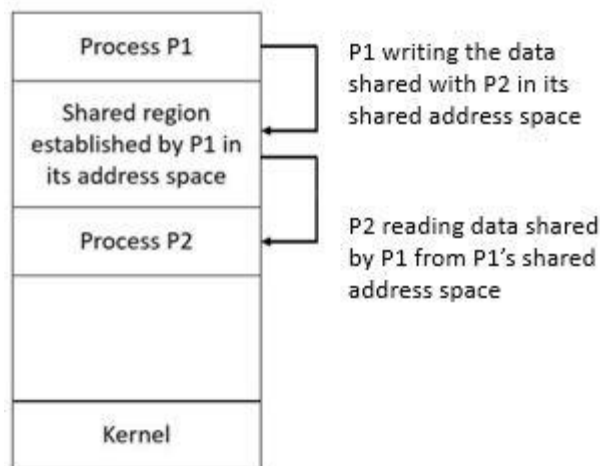 Process P1
P1 writing the data
shared with P2 in its
shared address space
Shared region
established by P1 in
its address space
Process P2
P2 reading data shared
by P1 from P1’s shared
address space
Kernel